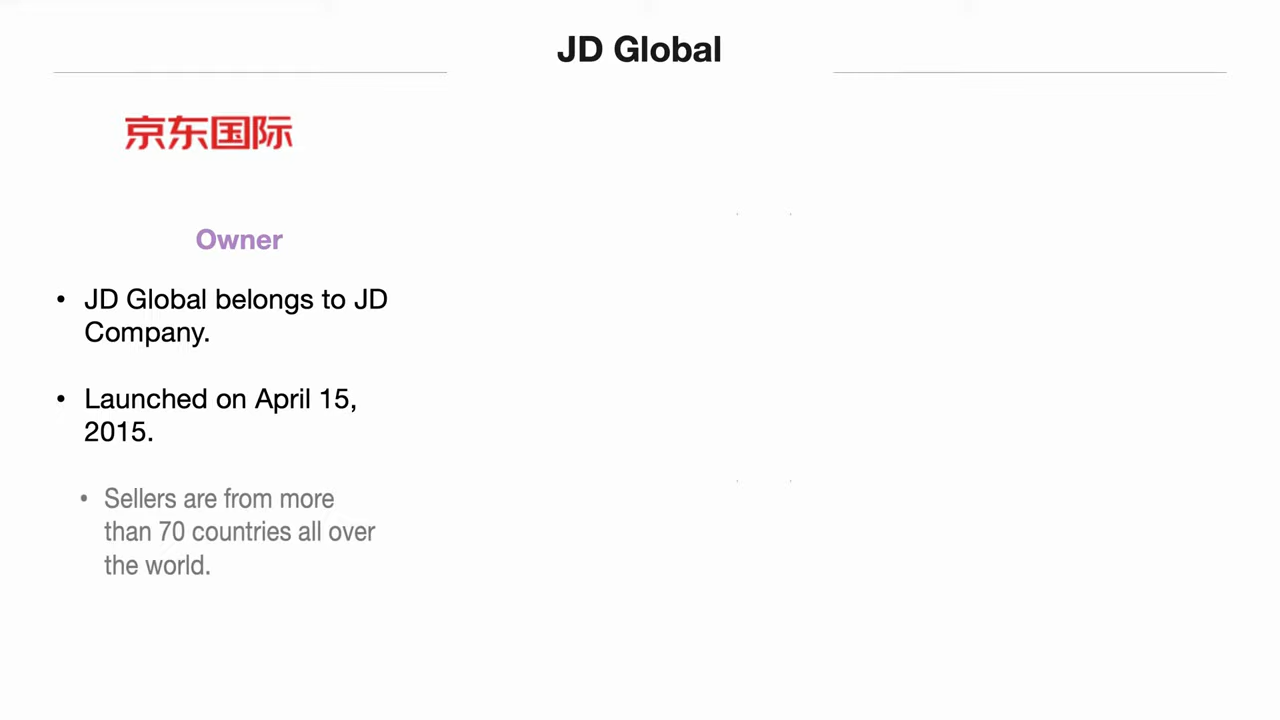 JD Global
京东国际
Owner
• JD Global belongs to JD
Company.
• Launched on April 15,
2015.
• Sellers are from more
than 70 countries all over
the world.